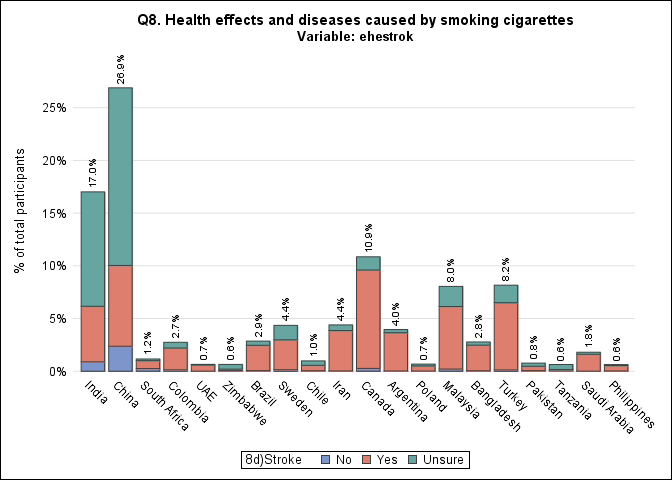 Q8. Health effects and diseases caused by smoking cigarettes
Variable: ehestrok
% of total participants
25%
20%
15%
10%
5%
0%
17.0%
26.9%
1.2%
2.7%
0.7%
0.6%
2.9%
4.4%
1.0%
4.4%
10.9%
4.0%
0.7%
8.0%
2.8%
8.2%
0.8%
0.6%
1.8%
0.6%
India
China
South Africa
Colombia
UAE
Zimbabwe
Brazil
Sweden
Chile
Iran
Canada
Argentina
Poland
Malaysia
Bangladesh
Turkey
Pakistan
Tanzania
Saudi Arabia
Philippines
8d)Stroke No Yes Unsure